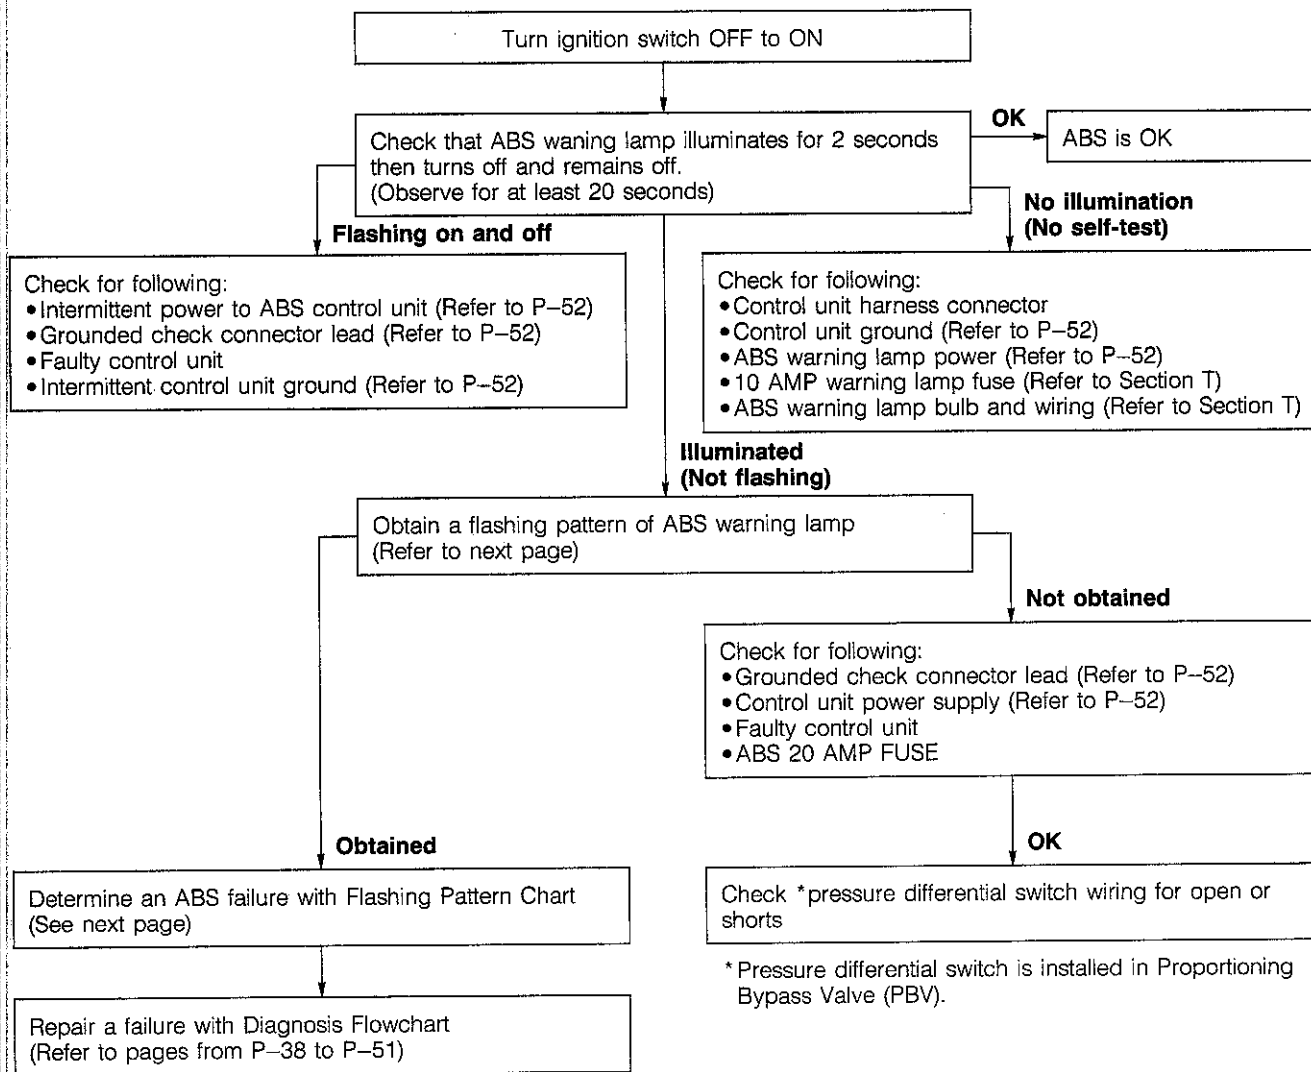 Turn ignition switch OFF to ON
Check that ABS waning lamp illuminates for 2 seconds
then turns off and remains off.
(Observe for at least 20 seconds)
OK
ABS is OK
No illumination
(No self-test)
Flashing on and off
Check for following:
•Intermittent power to ABS control unit (Refer to P–52)
•Grounded check connector lead (Refer to P–52)
•Faulty control unit
•Intermittent control unit ground (Refer to P–52)
Check for following:
•Control unit harness connector
•Control unit ground (Refer to P–52)
•ABS warning lamp power (Refer to P–52)
•10 AMP warning lamp fuse (Refer to Section T)
•ABS warning lamp bulb and wiring (Refer to Section T)
Illuminated
(Not flashing)
Obtain a flashing pattern of ABS warning lamp
(Refer to next page)
Not obtained
Check for following:
•Grounded check connector lead (Refer to P–52)
•Control unit power supply (Refer to P–52)
•Faulty control unit
•ABS 20 AMP FUSE
Obtained
OK
Determine an ABS failure with Flashing Pattern Chart
(See next page)
Check *pressure differential switch wiring for open or
shorts
*Pressure differential switch is installed in Proportioning
Bypass Valve (PBV).
Repair a failure with Diagnosis Flowchart
(Refer to pages from P–38 to P–51)